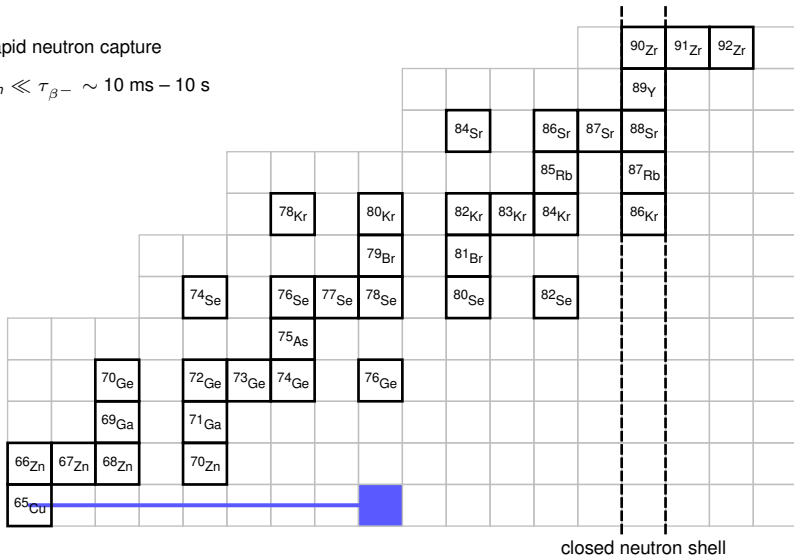 apid neutron capture
≪ τβ− ∼ 10 ms – 10 s
90Zr 91Zr 92Zr
89Y
84Sr 86Sr 87Sr 88Sr
85Rb 87Rb
78Kr 80Kr 82Kr 83Kr 84Kr 86Kr
79Br 81Br
74Se 76Se 77Se 78Se 80Se 82Se
75As
70Ge 72Ge 73Ge 74Ge 76Ge
69Ga 71Ga
66Zn 67Zn 68Zn 70Zn
65Cu
closed neutron shell